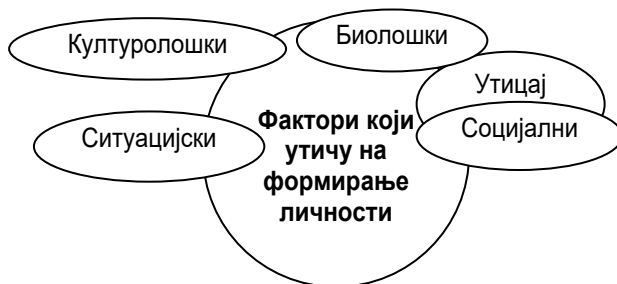 Културолошки
Биолошки
Утицај
Ситуацијски
Социјални
Фактори који
утичу на
формирање
личности